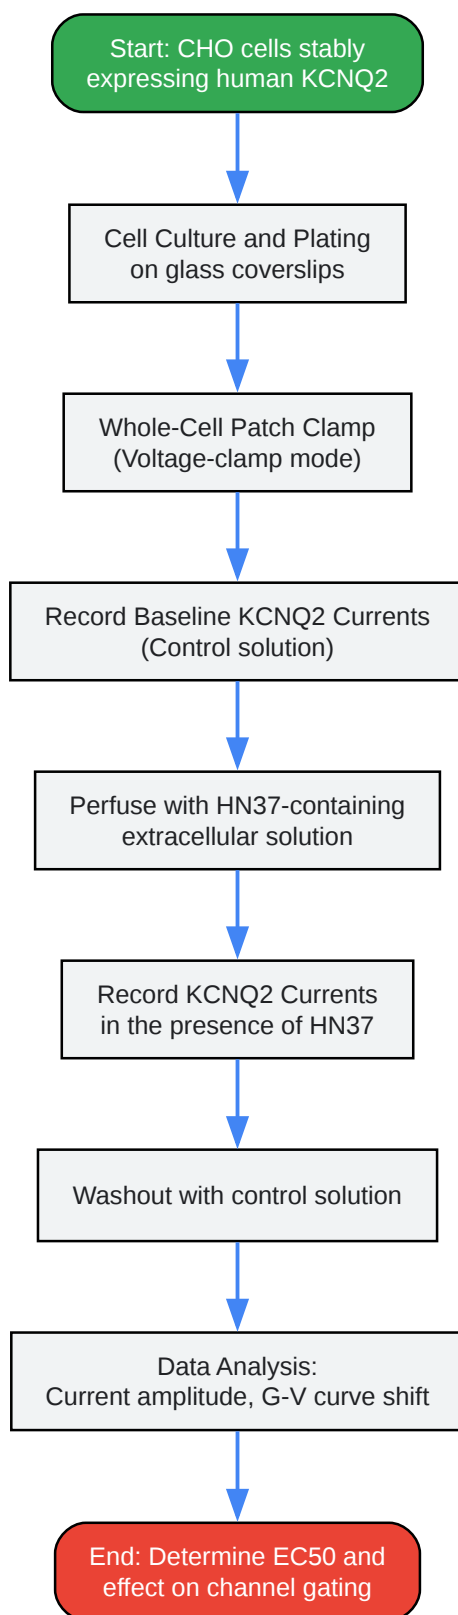 Start: CHO cells stably
expressing human KCNQ2
Cell Culture and Plating
on glass coverslips
Whole-Cell Patch Clamp
(Voltage-clamp mode)
Record Baseline KCNQ2 Currents
(Control solution)
Perfuse with HN37-containing
extracellular solution
Record KCNQ2 Currents
in the presence of HN37
Washout with control solution
Data Analysis:
Current amplitude, G-V curve shift
End: Determine EC50 and
effect on channel gating